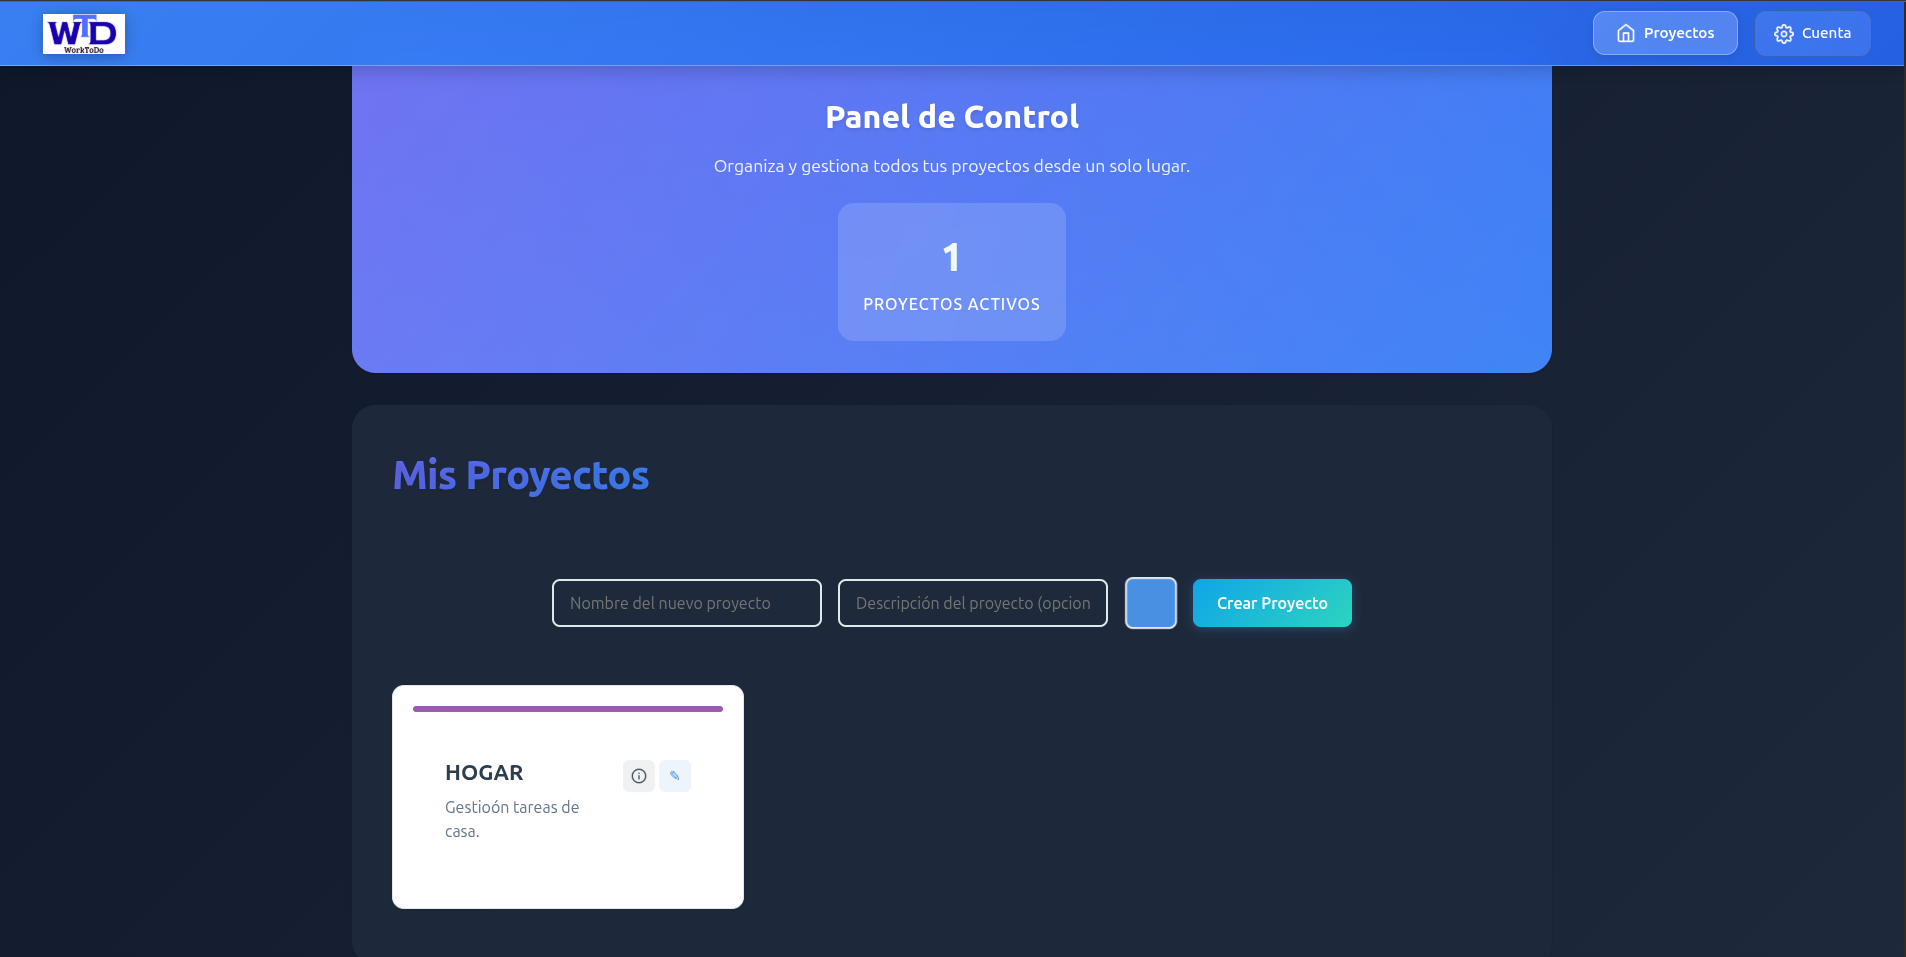 WTD
WorkToDo
Proyectos
Cuenta
Panel de Control
Organiza y gestiona todos tus proyectos desde un solo lugar.
1
PROYECTOS ACTIVOS
Mis Proyectos
Nombre del nuevo proyecto
Descripción del proyecto (opcion
Crear Proyecto
HOGAR
Gestioón tareas de
casa.